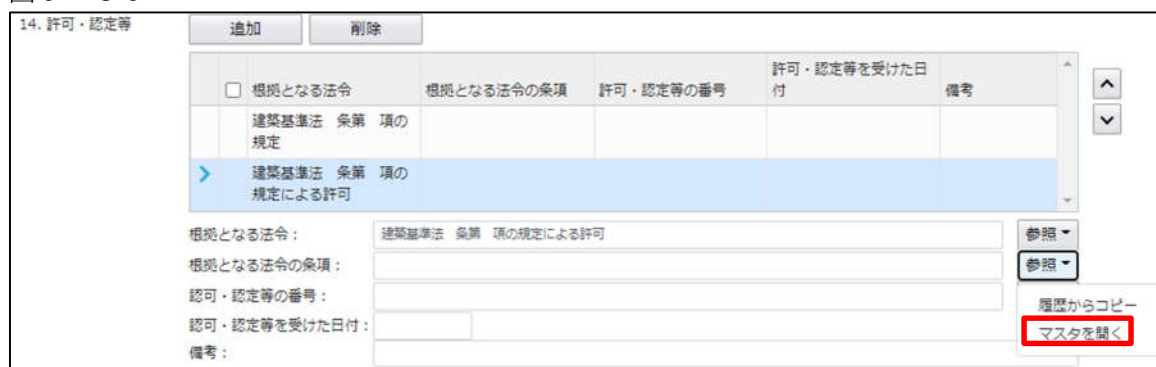 14. 許可・認定等
追加 削除
根拠となる法令 根拠となる法令の条項 許可・認定等の番号 許可・認定等を受けた日付 備考
建築基準法 条第 項の
規定
建築基準法 条第 項の
規定による許可
根拠となる法令： 建築基準法 条第 項の規定による許可 参照
根拠となる法令の条項： 参照
認可・認定等の番号：
履歴からコピー
認可・認定等を受けた日付：
マスタを開く
備考：